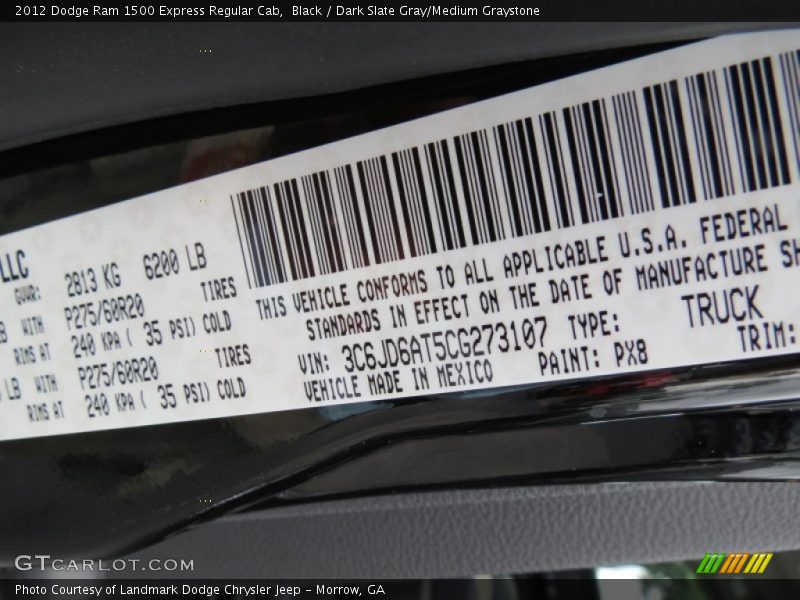 2012 Dodge Ram 1500 Express Regular Cab, Black / Dark Slate Gray/Medium Graystone
LLC
GVWR: 2813 KG 6200 LB
LB WITH P275/60R20 TIRES
RIMS AT 240 KPA ( 35 PSI) COLD
LB WITH P275/60R20 TIRES
RIMS AT 240 KPA ( 35 PSI) COLD
THIS VEHICLE CONFORMS TO ALL APPLICABLE U.S.A. FEDERAL
STANDARDS IN EFFECT ON THE DATE OF MANUFACTURE SH
VIN: 3C6JD6AT5CG273107 TYPE: TRUCK
VEHICLE MADE IN MEXICO PAINT: PX8 TRIM:
GTCARLOT.COM
Photo Courtesy of Landmark Dodge Chrysler Jeep - Morrow, GA